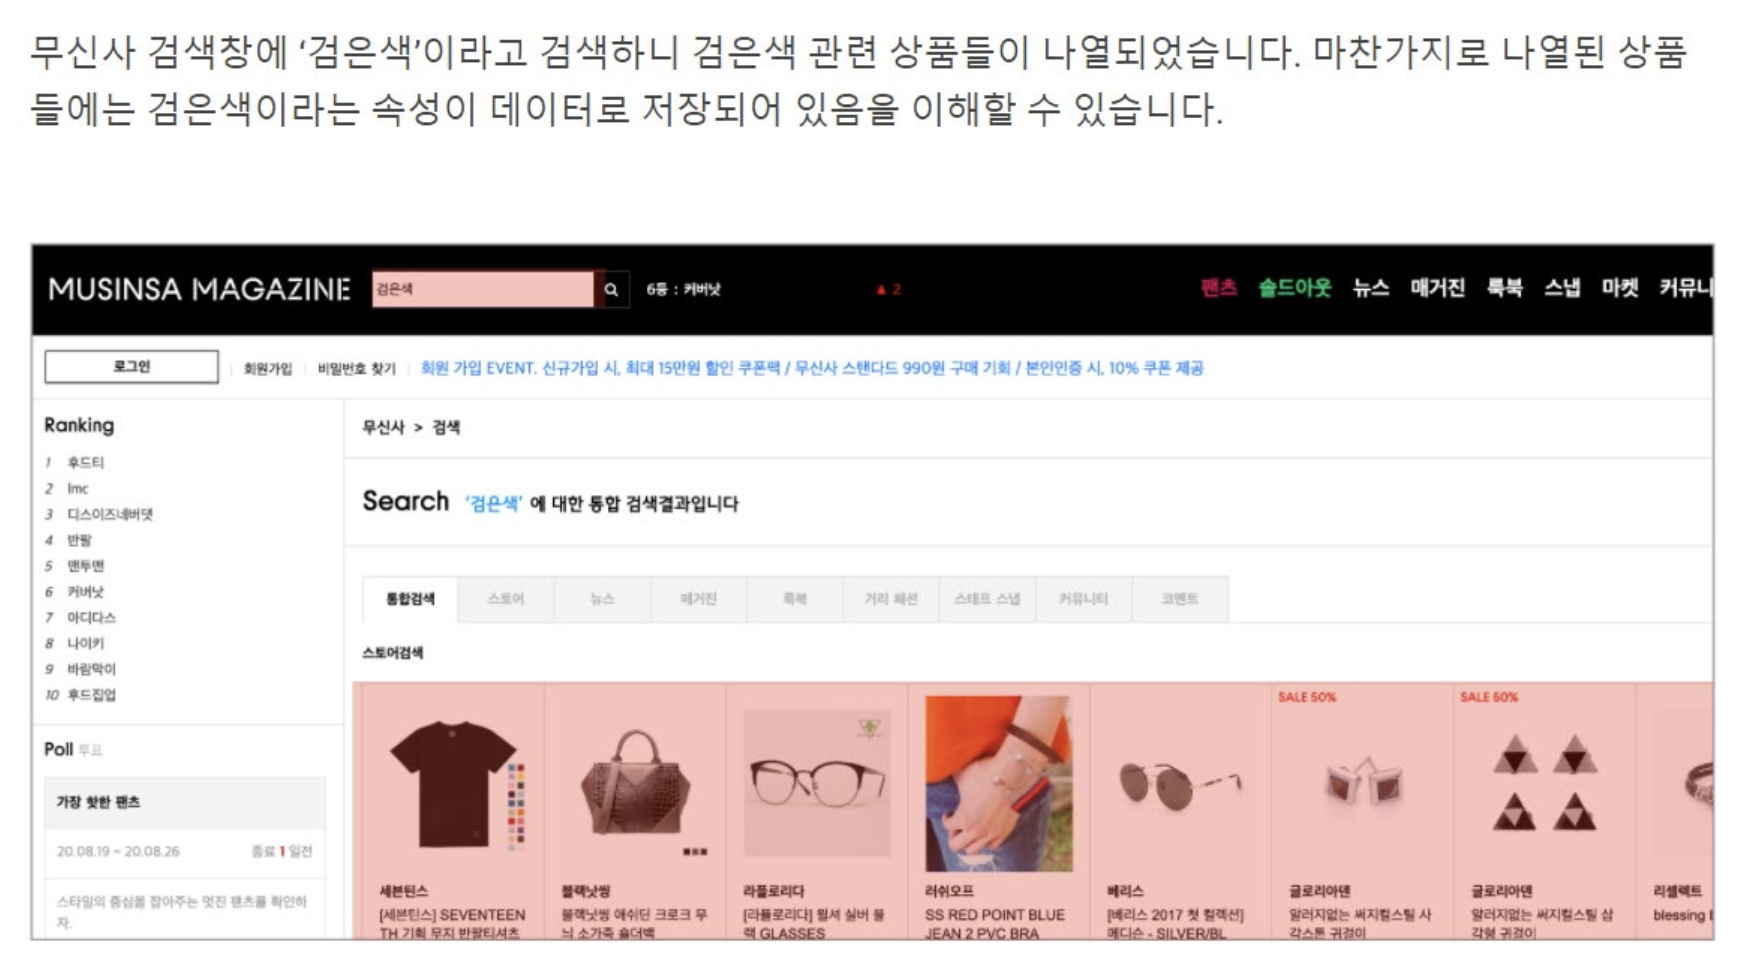 무신사 검색창에 ‘검은색’이라고 검색하니 검은색 관련 상품들이 나열되었습니다. 마찬가지로 나열된 상품
들에는 검은색이라는 속성이 데이터로 저장되어 있음을 이해할 수 있습니다.
MUSINSA MAGAZINE 검은색 6등 : 커버낫 ▲ 2 팬츠 솔드아웃 뉴스 매거진 룩북 스냅 마켓 커뮤니
로그인 회원가입 비밀번호 찾기 회원 가입 EVENT. 신규가입 시, 최대 15만원 할인 쿠폰팩 / 무신사 스탠다드 990원 구매 기회 / 본인인증 시, 10% 쿠폰 제공
Ranking
1 후드티
2 lmc
3 디스이즈네버댓
4 반팔
5 맨투맨
6 커버낫
7 아디다스
8 나이키
9 바람막이
10 후드집업
Poll 투표
가장 핫한 팬츠
20.08.19 ~ 20.08.26 종료 1 일전
스타일의 중심을 잡아주는 멋진 팬츠를 확인하
자.
무신사 > 검색
Search ‘검은색’ 에 대한 통합 검색결과입니다
통합검색 스토어 뉴스 매거진 룩북 거리 패션 스태프 스냅 커뮤니티 코멘트
스토어검색
SALE 50% SALE 50%
세븐틴스 블랙낫씽 라플로리다 러쉬오프 베리스 글로리아덴 글로리아덴 리셀렉트
[세븐틴스] SEVENTEEN 블랙낫씽 애쉬던 크로크 무 [라플로리다] 윌셔 실버 블 SS RED POINT BLUE [베리스 2017 첫 컬렉션] 알러지없는 써지컬스틸 사 알러지없는 써지컬스틸 삼 blessing
TH 기획 무지 반팔티셔츠 늬 소가죽 숄더백 랙 GLASSES JEAN 2 PVC BRA 메디슨 - SILVER/BL 각스톤 귀걸이 각형 귀걸이